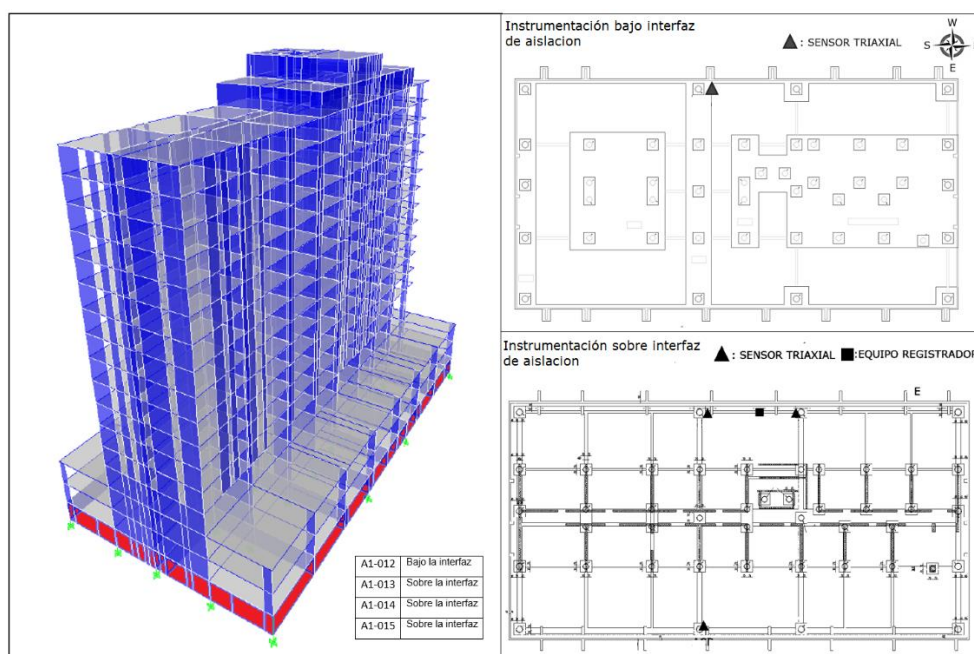 A1-012 Bajo la interfaz
A1-013 Sobre la interfaz
A1-014 Sobre la interfaz
A1-015 Sobre la interfaz
Instrumentación bajo interfaz
de aislacion
: SENSOR TRIAXIAL
W
S
E
Instrumentación sobre interfaz
de aislacion
: SENSOR TRIAXIAL
: EQUIPO REGISTRADOR
E